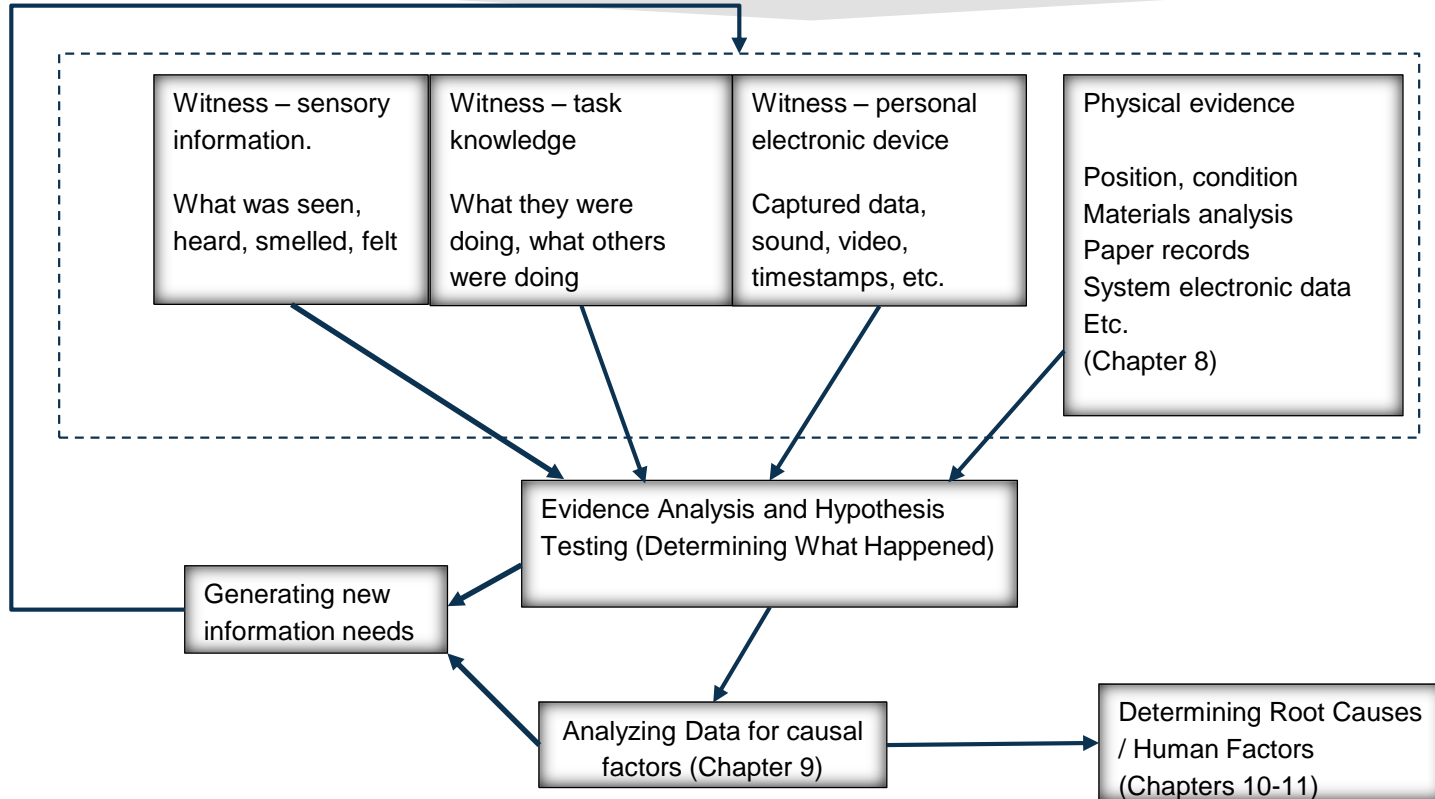 Witness – sensory
information.
What was seen,
heard, smelled, felt
Witness – task
knowledge
What they were
doing, what others
were doing
Witness – personal
electronic device
Captured data,
sound, video,
timestamps, etc.
Physical evidence
Position, condition
Materials analysis
Paper records
System electronic data
Etc.
(Chapter 8)
Evidence Analysis and Hypothesis
Testing (Determining What Happened)
Generating new
information needs
Analyzing Data for causal
factors (Chapter 9)
Determining Root Causes
/ Human Factors
(Chapters 10-11)